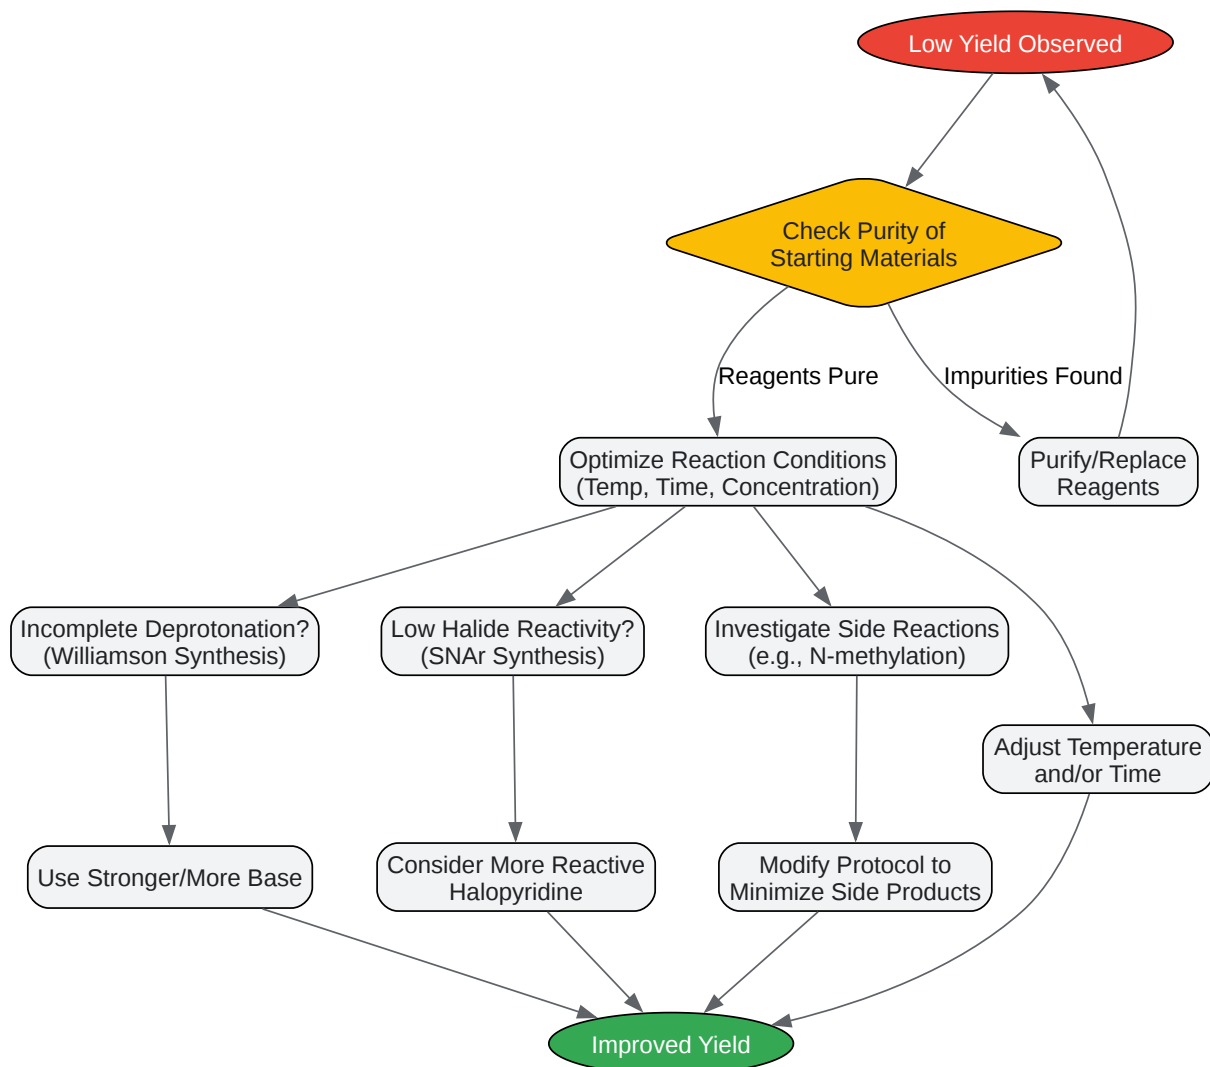 Low Yield Observed
Check Purity of
Starting Materials
Reagents Pure
Impurities Found
Optimize Reaction Conditions
(Temp, Time, Concentration)
Purify/Replace
Reagents
Incomplete Deprotonation?
(Williamson Synthesis)
Low Halide Reactivity?
(SNAr Synthesis)
Investigate Side Reactions
(e.g., N-methylation)
Adjust Temperature
and/or Time
Use Stronger/More Base
Consider More Reactive
Halopyridine
Modify Protocol to
Minimize Side Products
Improved Yield